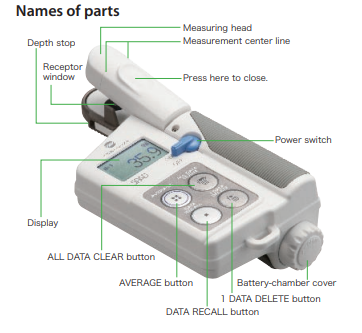 Names of parts
Measuring head
Depth stop
Measurement center line
Receptor
window
Press here to close.
Power switch
35.9
SPAD
Display
ALL DATA CLEAR button
AVERAGE button
Battery-chamber cover
1 DATA DELETE button
DATA RECALL button